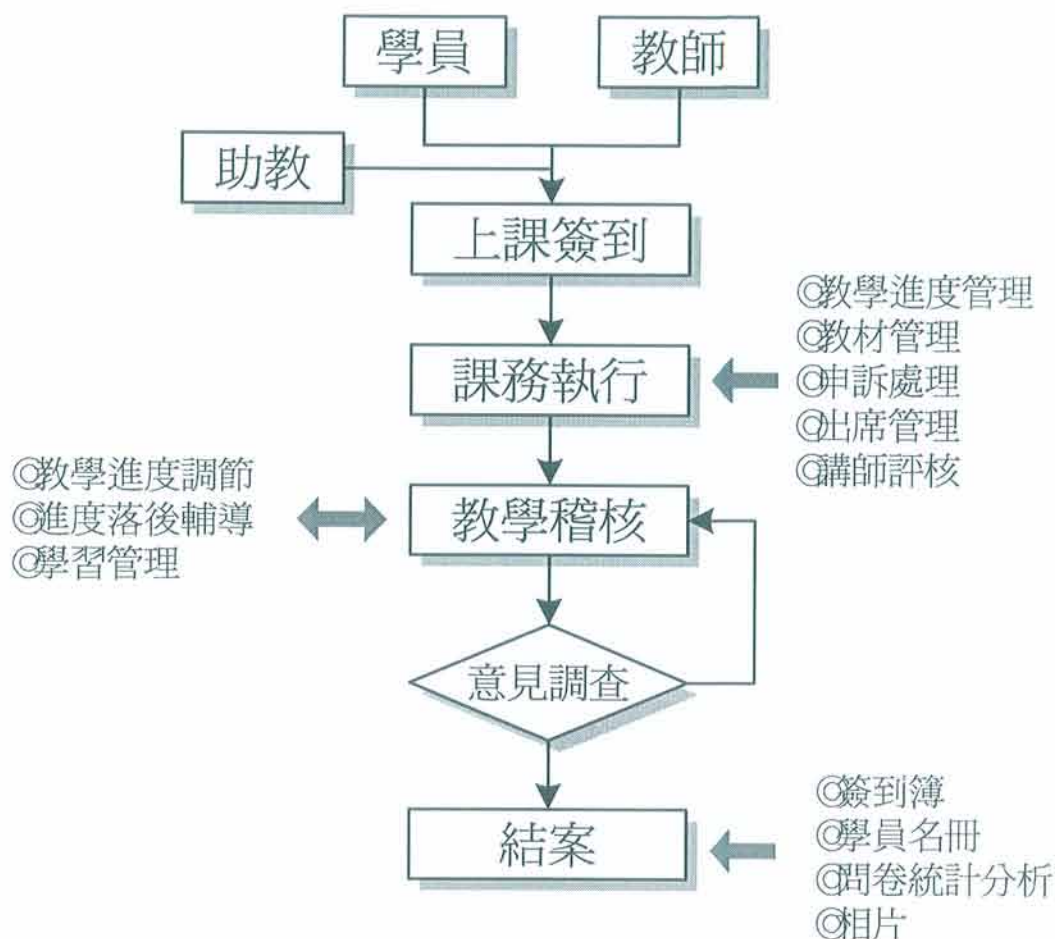 學員
教師
助教
上課簽到
◎教學進度管理
◎教材管理
課務執行
◎申訴處理
◎出席管理
◎講師評核
◎教學進度調節
◎進度落後輔導
◎學習管理
教學稽核
意見調查
◎簽到簿
◎學員名冊
結案
◎問卷統計分析
◎相片